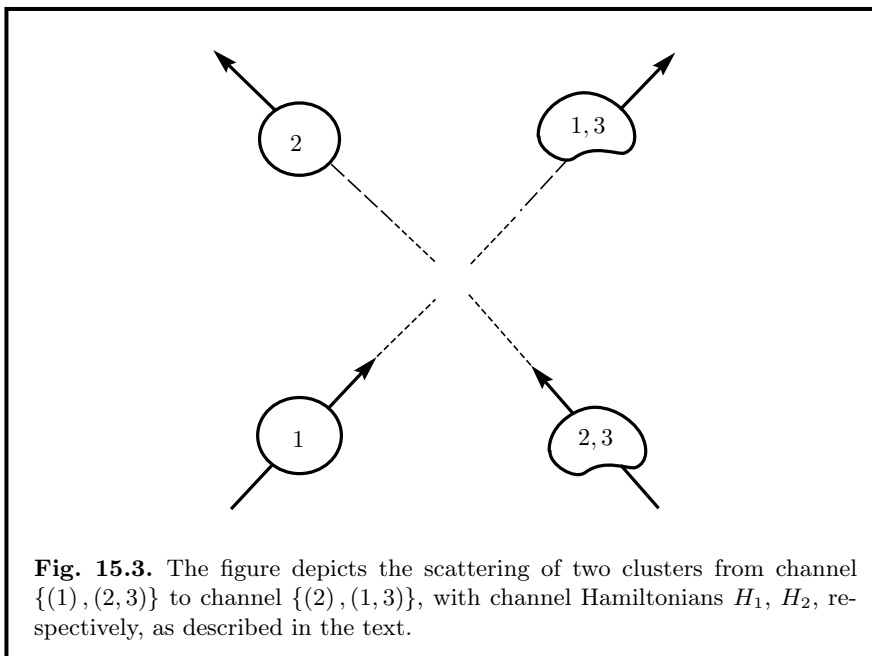 2
1, 3
1
2, 3
Fig. 15.3. The figure depicts the scattering of two clusters from channel
{(1) , (2, 3)} to channel {(2) , (1, 3)}, with channel Hamiltonians H₁, H₂, re-
spectively, as described in the text.